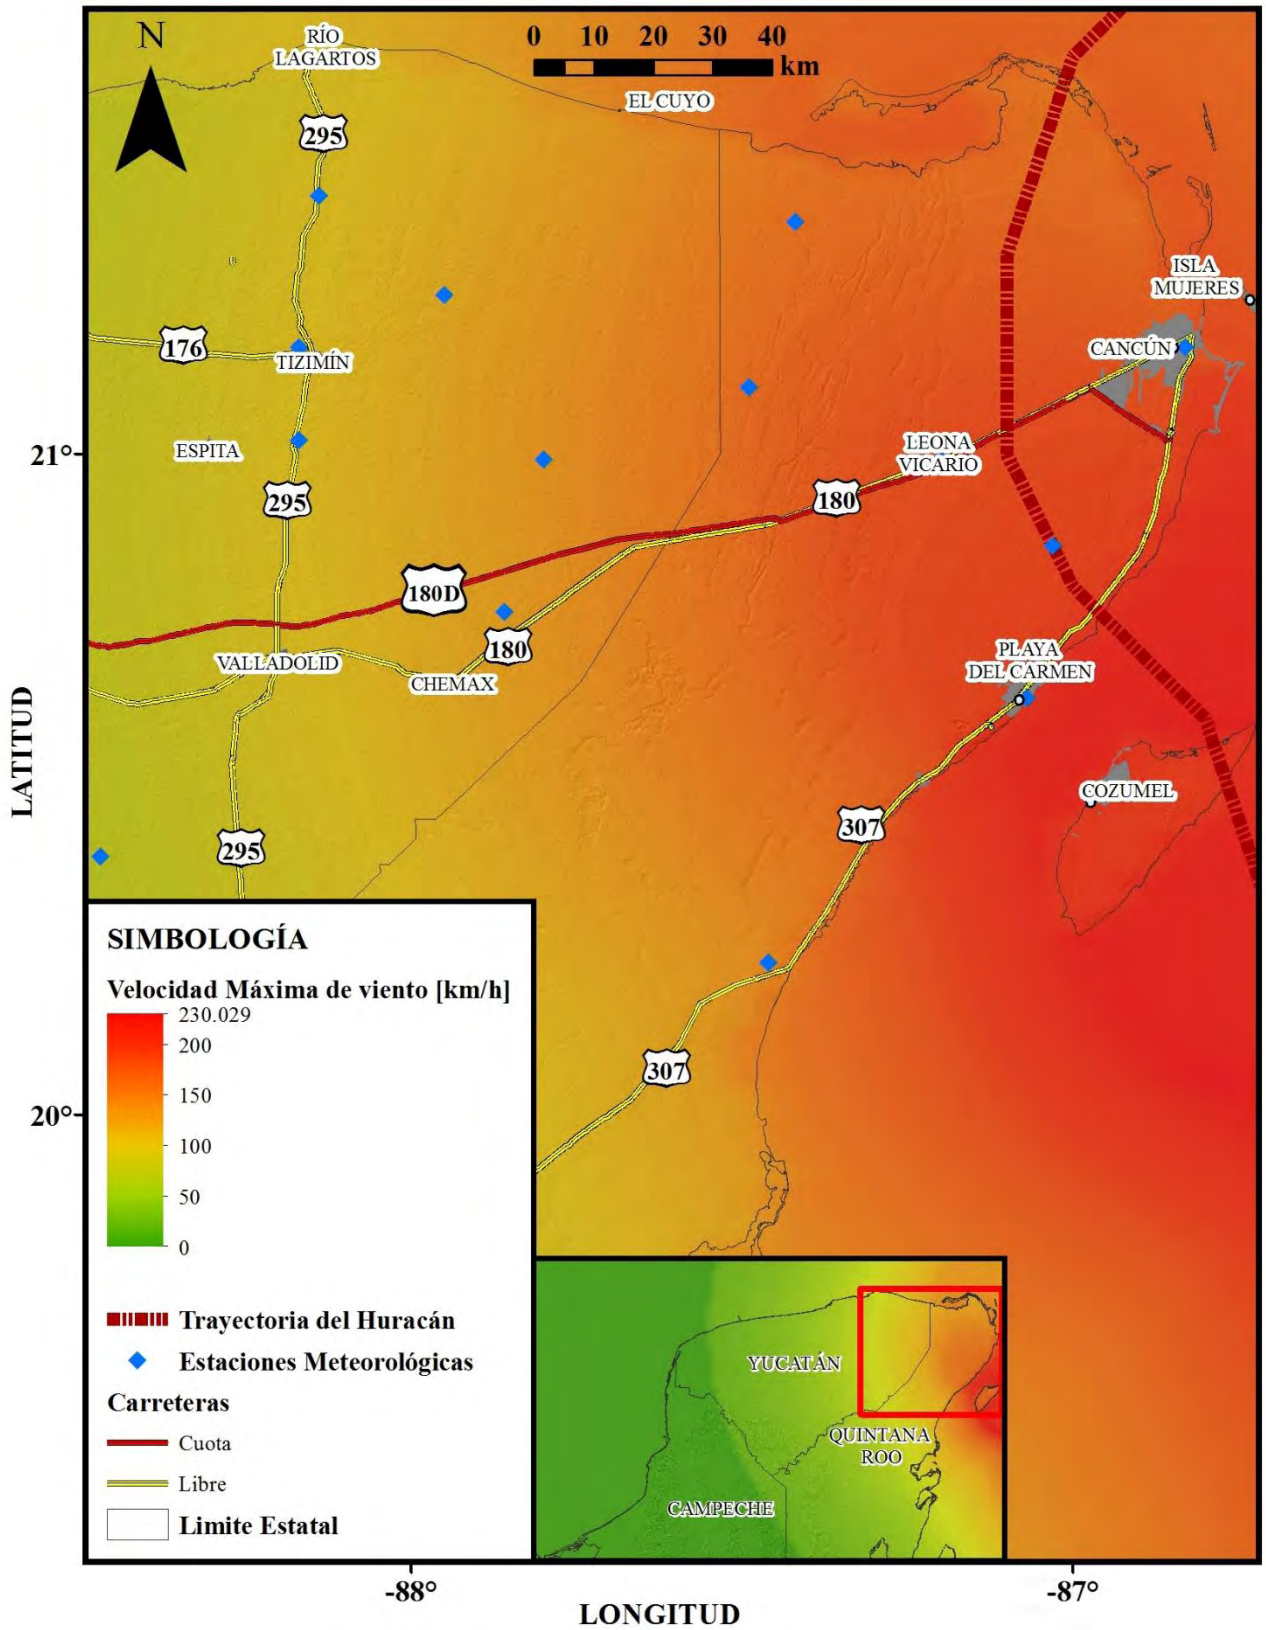 N
0 10 20 30 40
km
RÍO
LAGARTOS
EL CUYO
295
ISLA
MUJERES
176
TIZIMÍN
CANCÚN
ESPITA
LEONA
VICARIO
21°
295
180
180D
180
VALLADOLID
CHEMAX
PLAYA
DEL CARMEN
LATITUD
COZUMEL
307
295
SIMBOLOGÍA
Velocidad Máxima de viento [km/h]
230.029
200
150
100
50
0
307
20°
Trayectoria del Huracán
Estaciones Meteorológicas
Carreteras
Cuota
Libre
Limite Estatal
YUCATÁN
QUINTANA
ROO
CAMPECHE
-88°
-87°
LONGITUD